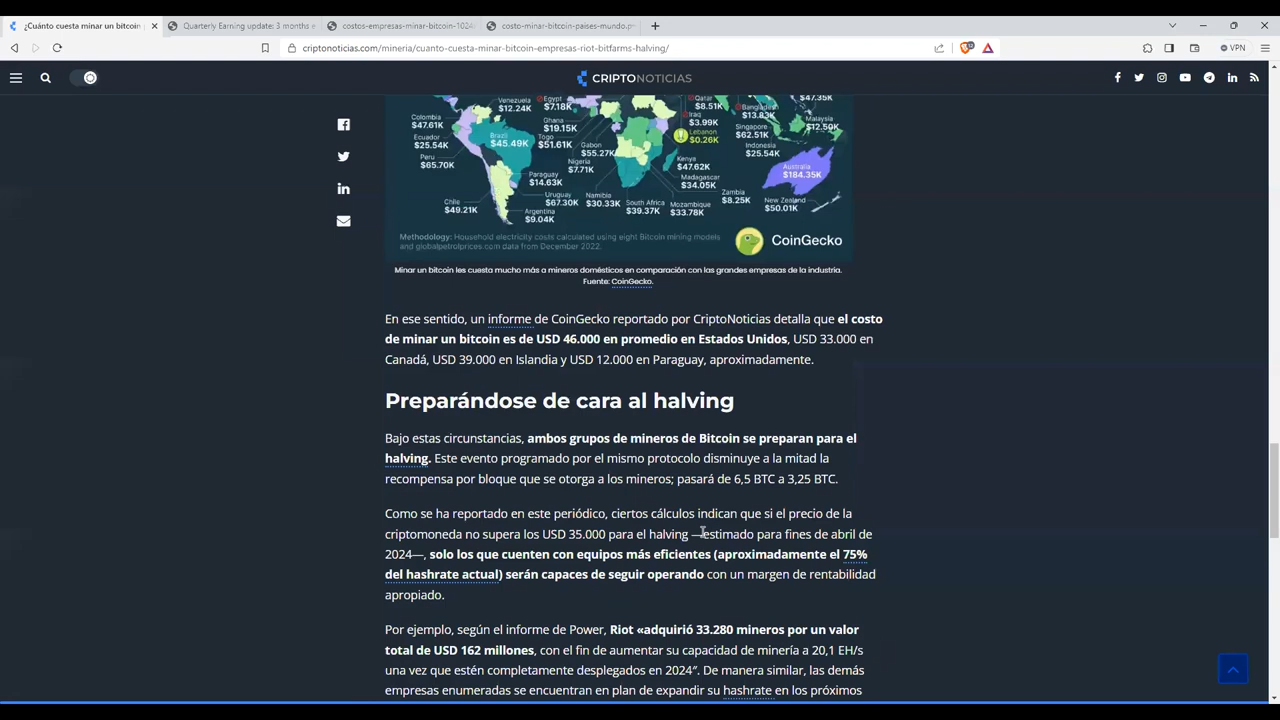 ¿Cuánto cuesta minar un bitcoin
Quarterly Earning update: 3 months e
costos-empresas-minar-bitcoin-1024
costo-minar-bitcoin-paises-mundo.p
criptonoticias.com/mineria/cuanto-cuesta-minar-bitcoin-empresas-riot-bitfarms-halving/
VPN
CRIPTONOTICIAS
Venezuela
$12.24K
Egypt
$7.18K
Qatar
$8.51K
Bangladesh
$13.83K
$47.35K
Colombia
$47.61K
Ghana
$19.15K
Iraq
$3.99K
Malaysia
$12.50K
Ecuador
$25.54K
Brazil
$45.49K
Togo
$51.61K
Lebanon
$0.26K
Singapore
$62.51K
Peru
$65.70K
Gabon
$55.27K
Indonesia
$25.54K
Nigeria
$7.71K
Kenya
$47.62K
Australia
$184.35K
Paraguay
$14.63K
Madagascar
$34.05K
Uruguay
$67.30K
Namibia
$30.33K
South Africa
$39.37K
Mozambique
$33.78K
Zambia
$8.25K
New Zealand
$50.01K
Chile
$49.21K
Argentina
$9.04K
Methodology: Household electricity costs calculated using eight Bitcoin mining models
and globalpetrolprices.com data from December 2022.
CoinGecko
Minar un bitcoin les cuesta mucho más a mineros domésticos en comparación con las grandes empresas de la industria.
Fuente: CoinGecko.
En ese sentido, un informe de CoinGecko reportado por CriptoNoticias detalla que el costo
de minar un bitcoin es de USD 46.000 en promedio en Estados Unidos, USD 33.000 en
Canadá, USD 39.000 en Islandia y USD 12.000 en Paraguay, aproximadamente.
Preparándose de cara al halving
Bajo estas circunstancias, ambos grupos de mineros de Bitcoin se preparan para el
halving. Este evento programado por el mismo protocolo disminuye a la mitad la
recompensa por bloque que se otorga a los mineros; pasará de 6,5 BTC a 3,25 BTC.
Como se ha reportado en este periódico, ciertos cálculos indican que si el precio de la
criptomoneda no supera los USD 35.000 para el halving —estimado para fines de abril de
2024—, solo los que cuenten con equipos más eficientes (aproximadamente el 75%
del hashrate actual) serán capaces de seguir operando con un margen de rentabilidad
apropiado.
Por ejemplo, según el informe de Power, Riot «adquirió 33.280 mineros por un valor
total de USD 162 millones, con el fin de aumentar su capacidad de minería a 20,1 EH/s
una vez que estén completamente desplegados en 2024″. De manera similar, las demás
empresas enumeradas se encuentran en plan de expandir su hashrate en los próximos